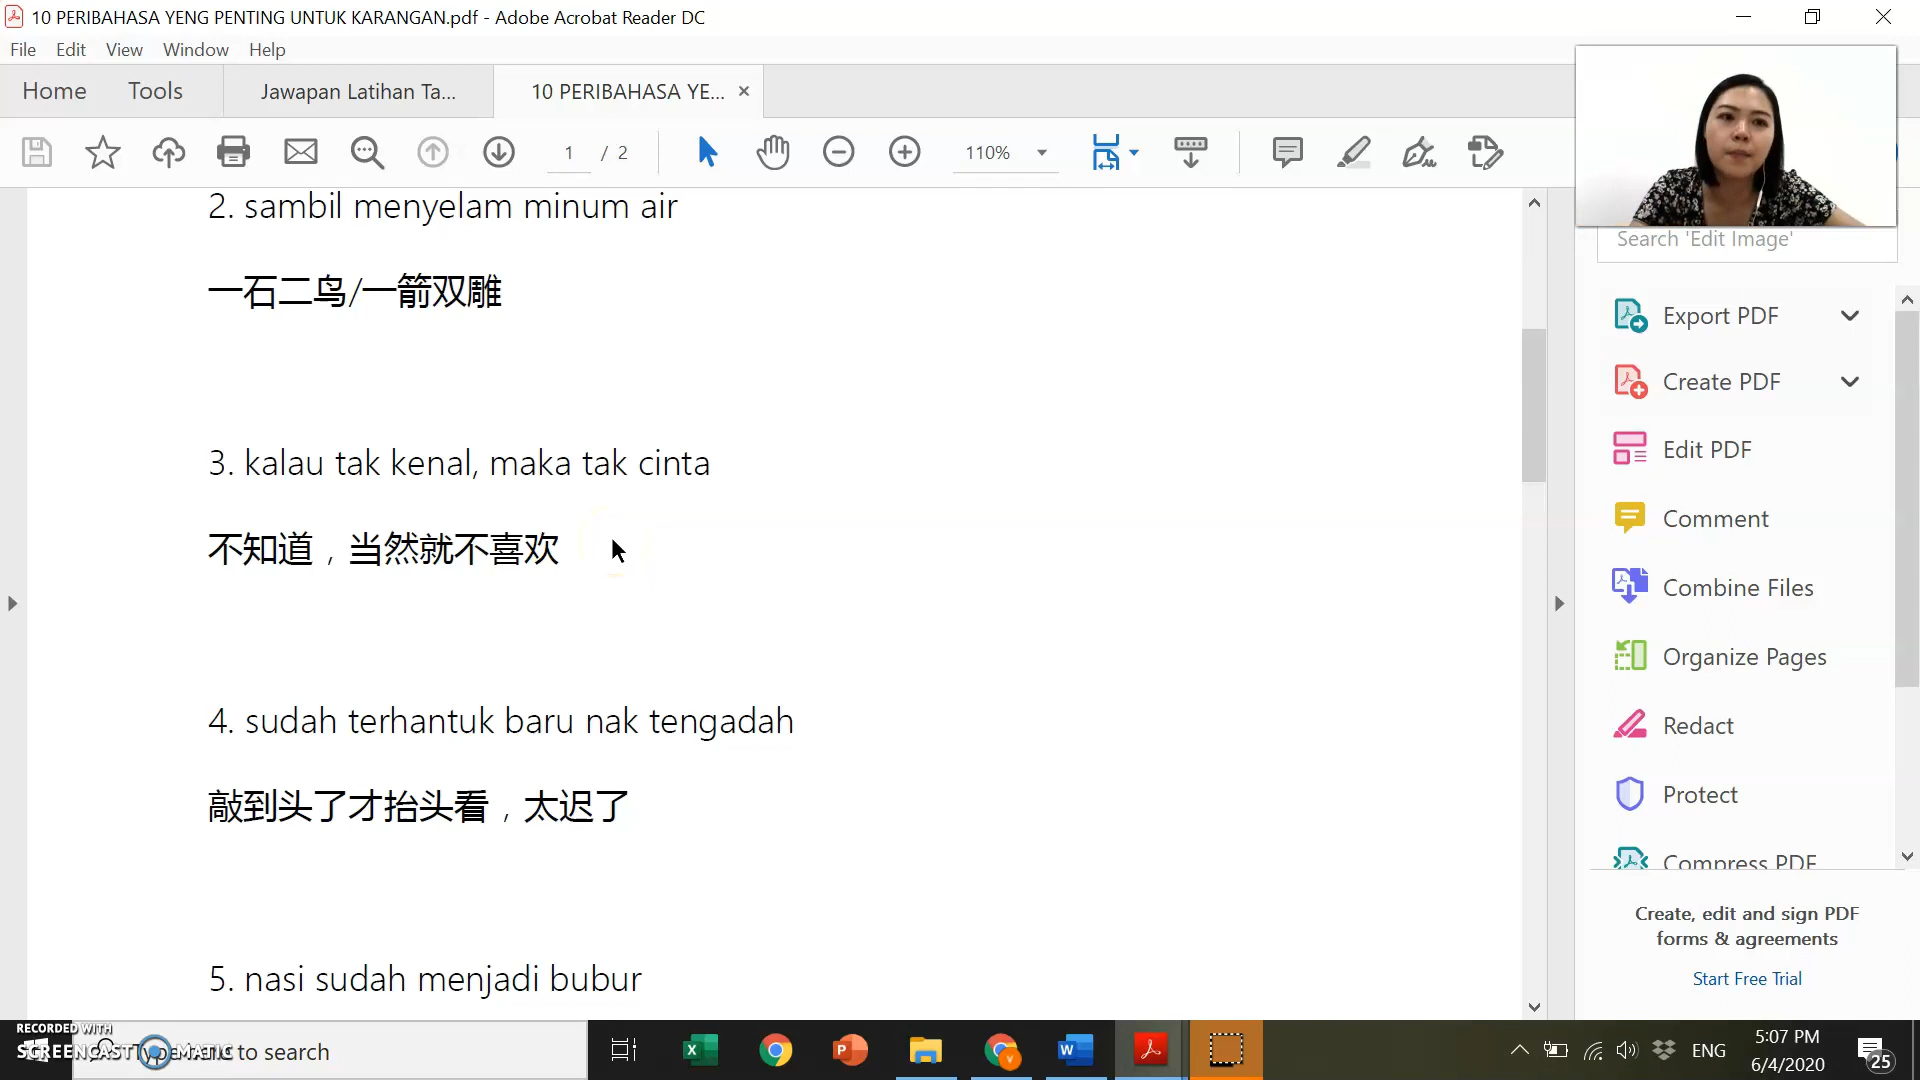 10 PERIBAHASA YENG PENTING UNTUK KARANGAN.pdf - Adobe Acrobat Reader DC
File Edit View Window Help
Home Tools Jawapan Latihan Ta... 10 PERIBAHASA YE...
1 / 2 110%
2. sambil menyelam minum air
一石二鸟/一箭双雕
3. kalau tak kenal, maka tak cinta
不知道，当然就不喜欢
4. sudah terhantuk baru nak tengadah
敲到头了才抬头看，太迟了
5. nasi sudah menjadi bubur
Search 'Edit Image'
Export PDF
Create PDF
Edit PDF
Comment
Combine Files
Organize Pages
Redact
Protect
Compress PDF
Create, edit and sign PDF
forms & agreements
Start Free Trial
RECORDED WITH
SCREENCAST MATIC
to search
ENG
5:07 PM
6/4/2020
25